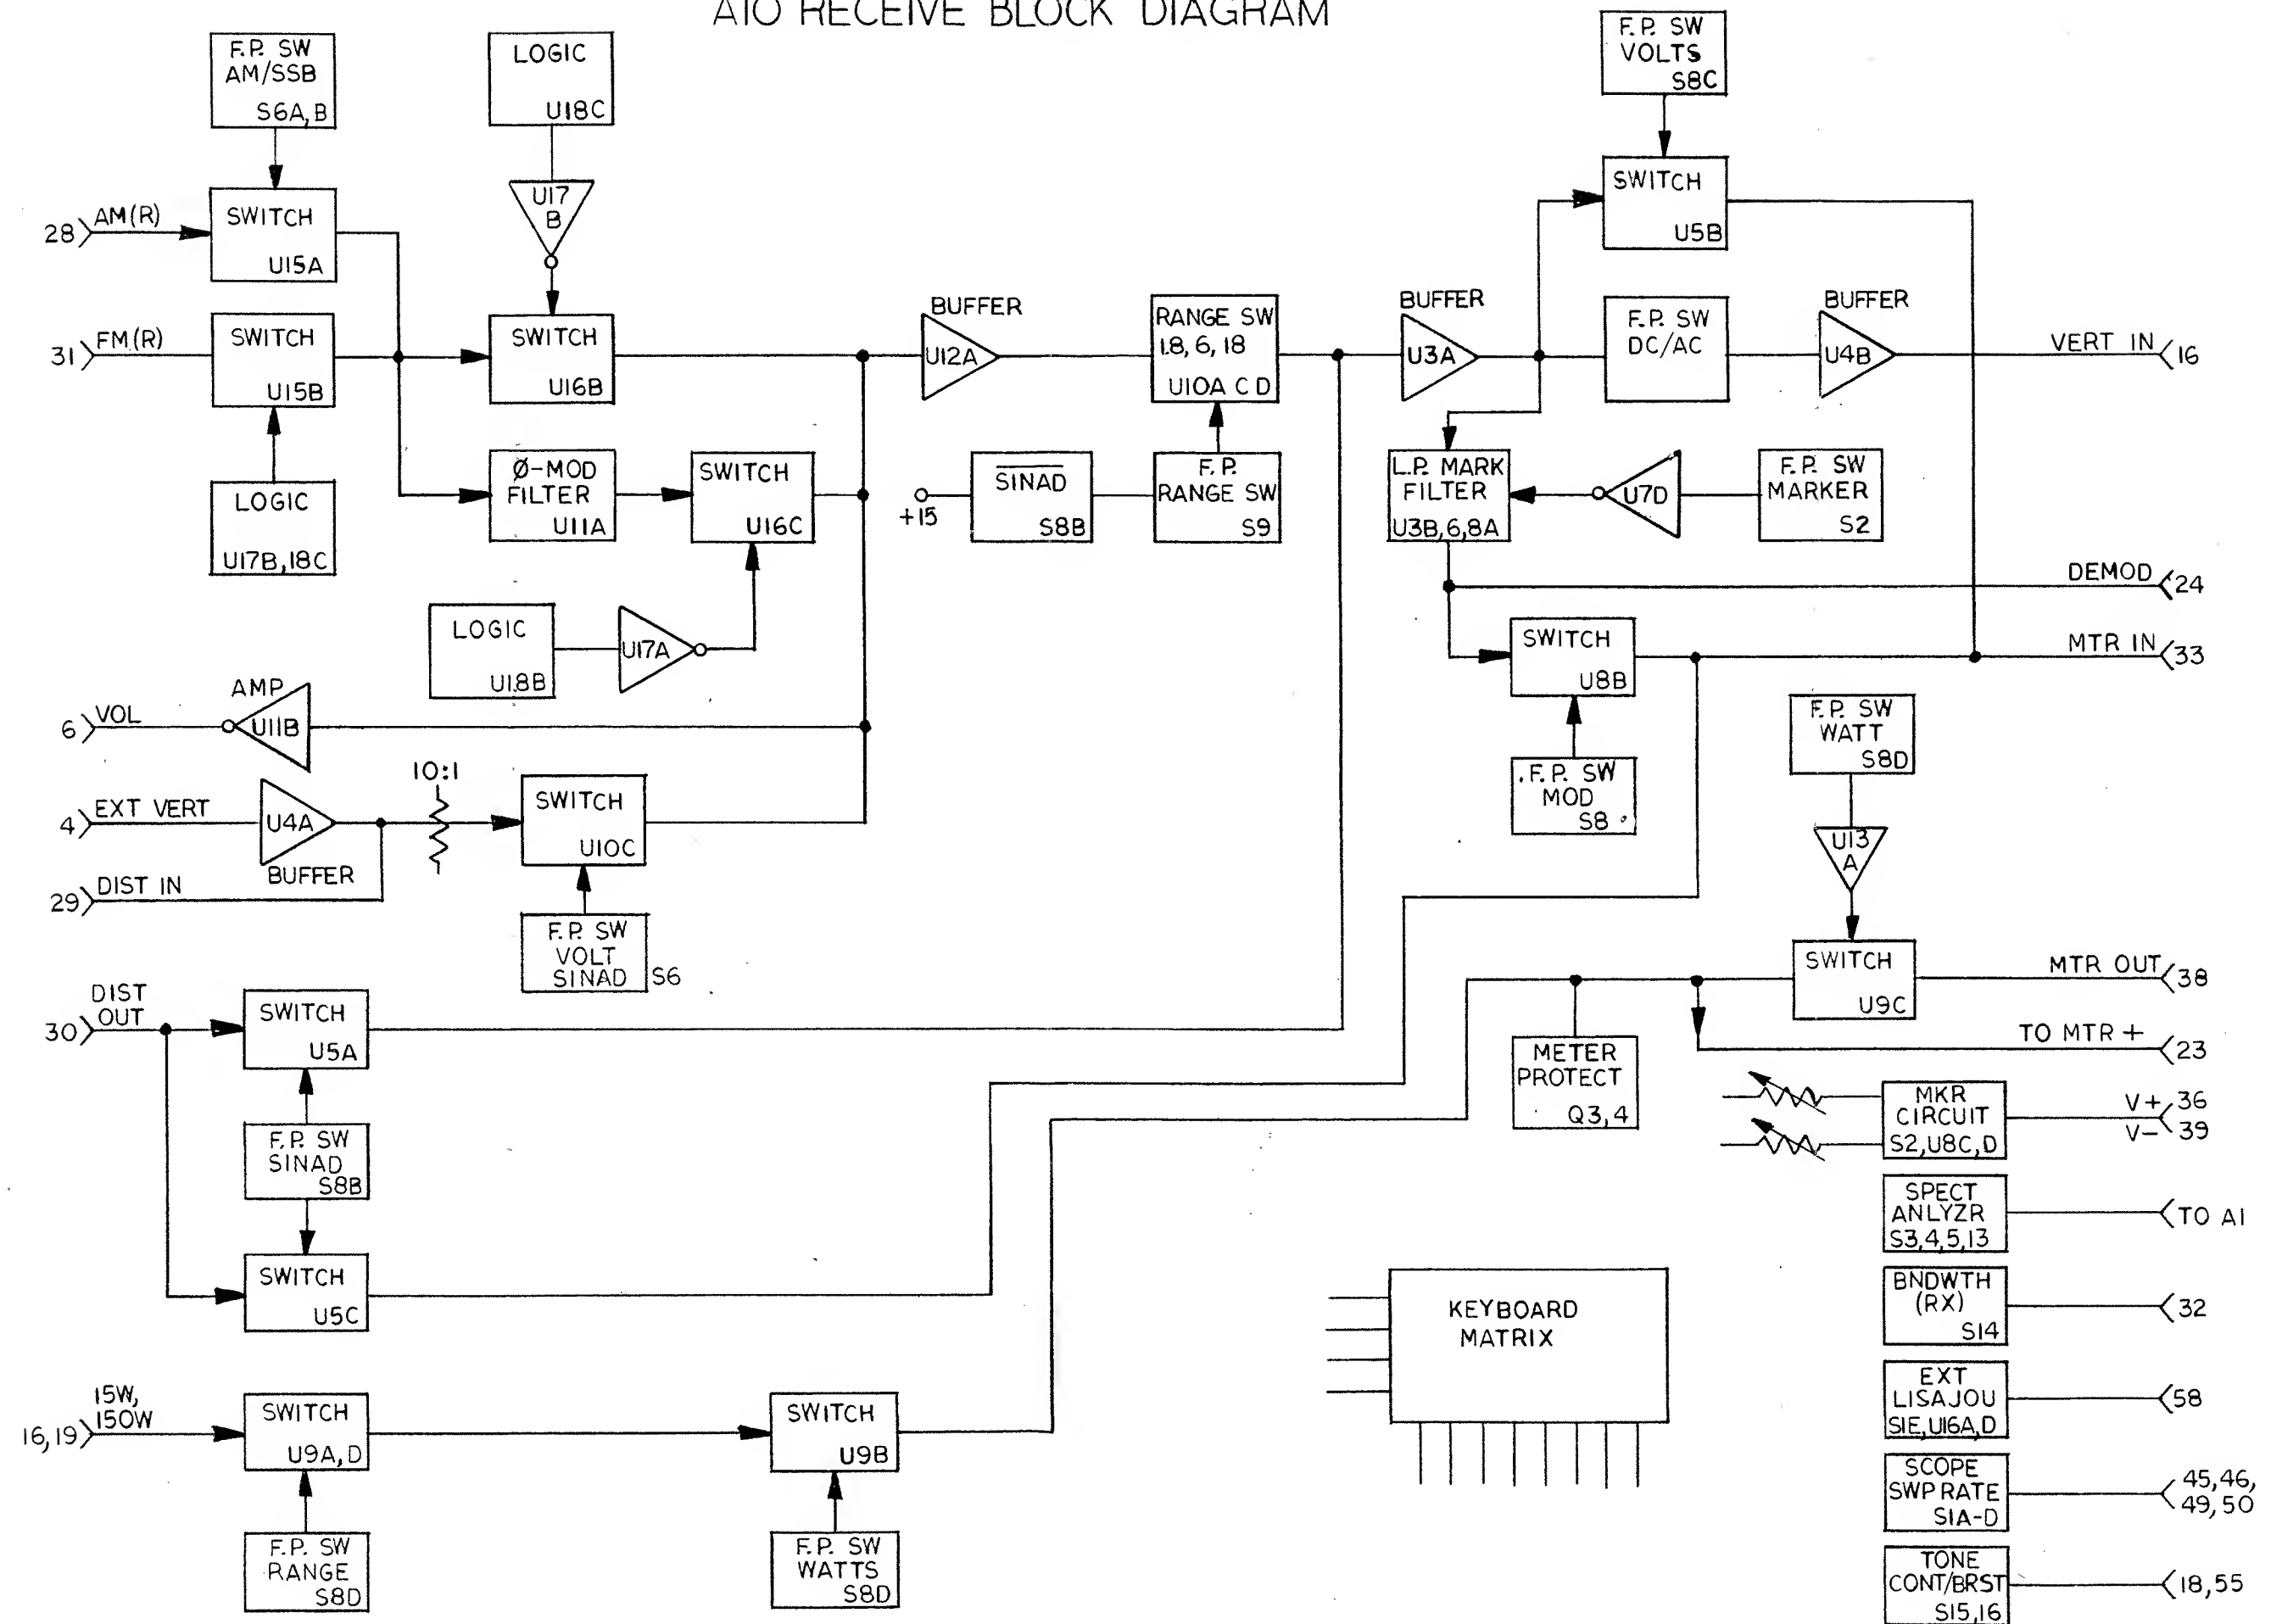 A10 RECEIVE BLOCK DIAGRAM
F.P. SW
AM/SSB
S6A,B
LOGIC
U18C
F.P. SW
VOLTS
S8C
U17
B
SWITCH
U5B
28 AM(R)
SWITCH
U15A
31 FM(R)
SWITCH
U15B
SWITCH
U16B
BUFFER
U12A
RANGE SW
1.8, 6, 18
U10A C D
BUFFER
U3A
F.P. SW
DC/AC
BUFFER
U4B
VERT IN
16
LOGIC
U17B,18C
Ø-MOD
FILTER
U11A
SWITCH
U16C
+15
SINAD
S8B
F.P.
RANGE SW
S9
L.P. MARK
FILTER
U3B,6,8A
U7D
F.P. SW
MARKER
S2
DEMOD
24
LOGIC
U18B
U17A
SWITCH
U8B
MTR IN
33
AMP
U11B
6 VOL
F.P. SW
WATT
S8D
F.P. SW
MOD
S8
10:1
4 EXT VERT
U4A
BUFFER
SWITCH
U10C
U13
A
29 DIST IN
F.P. SW
VOLT
SINAD
S6
SWITCH
U9C
MTR OUT
38
30 DIST
OUT
SWITCH
U5A
METER
PROTECT
Q3,4
TO MTR +
23
MKR
CIRCUIT
S2,U8C,D
V+ 36
V- 39
F.P. SW
SINAD
S8B
SPECT
ANLYZR
S3,4,5,13
TO A1
SWITCH
U5C
KEYBOARD
MATRIX
BNDWTH
(RX)
S14
32
16,19 15W,
150W
SWITCH
U9A,D
SWITCH
U9B
EXT
LISAJOU
S1E,U16A,D
58
F.P. SW
RANGE
S8D
F.P. SW
WATTS
S8D
SCOPE
SWP RATE
S1A-D
45,46,
49,50
TONE
CONT/BRST
S15,16
18,55